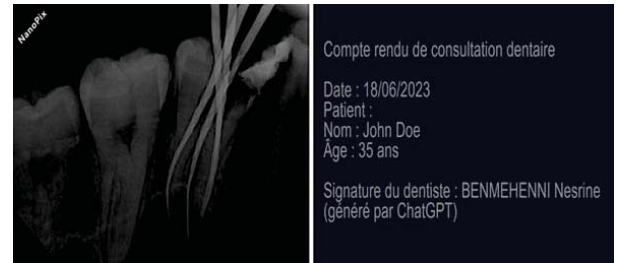 NanoPix
Compte rendu de consultation dentaire
Date : 18/06/2023
Patient :
Nom : John Doe
Âge : 35 ans
Signature du dentiste : BENMEHENNI Nesrine
(généré par ChatGPT)